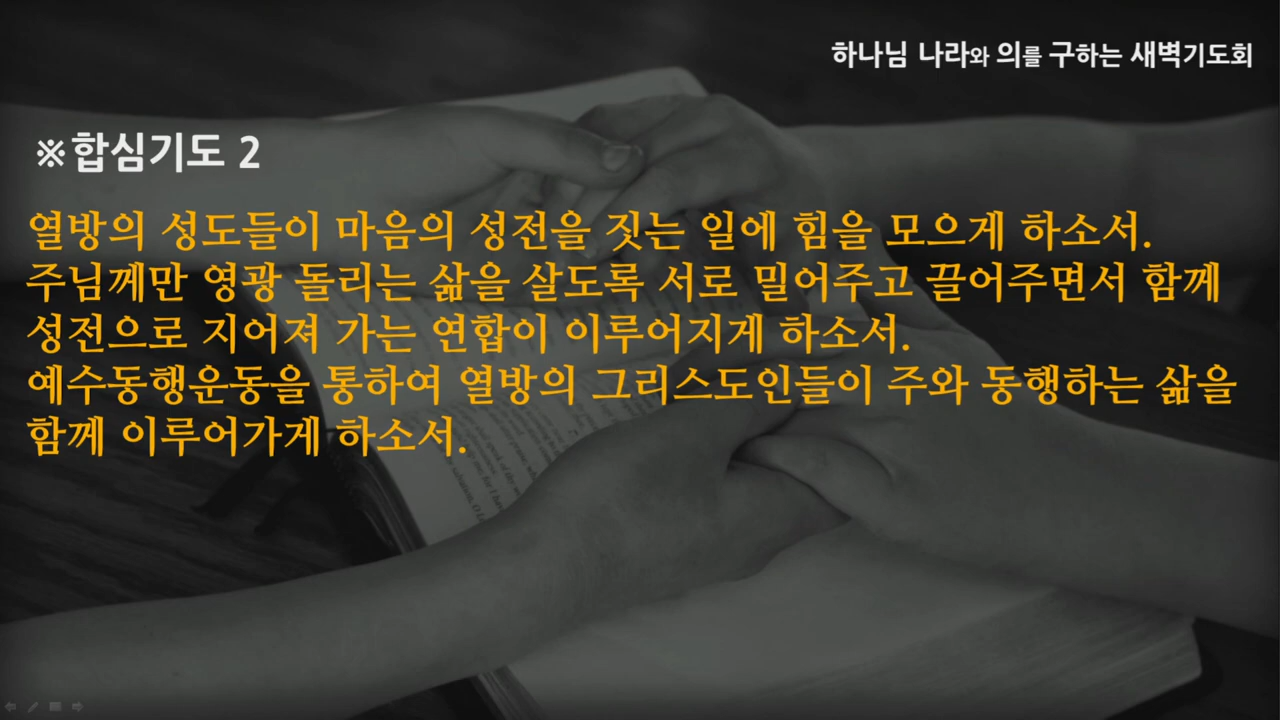 하나님 나라와 의를 구하는 새벽기도회
※합심기도 2
열방의 성도들이 마음의 성전을 짓는 일에 힘을 모으게 하소서.
주님께만 영광 돌리는 삶을 살도록 서로 밀어주고 끌어주면서 함께
성전으로 지어져 가는 연합이 이루어지게 하소서.
예수동행운동을 통하여 열방의 그리스도인들이 주와 동행하는 삶을
함께 이루어가게 하소서.